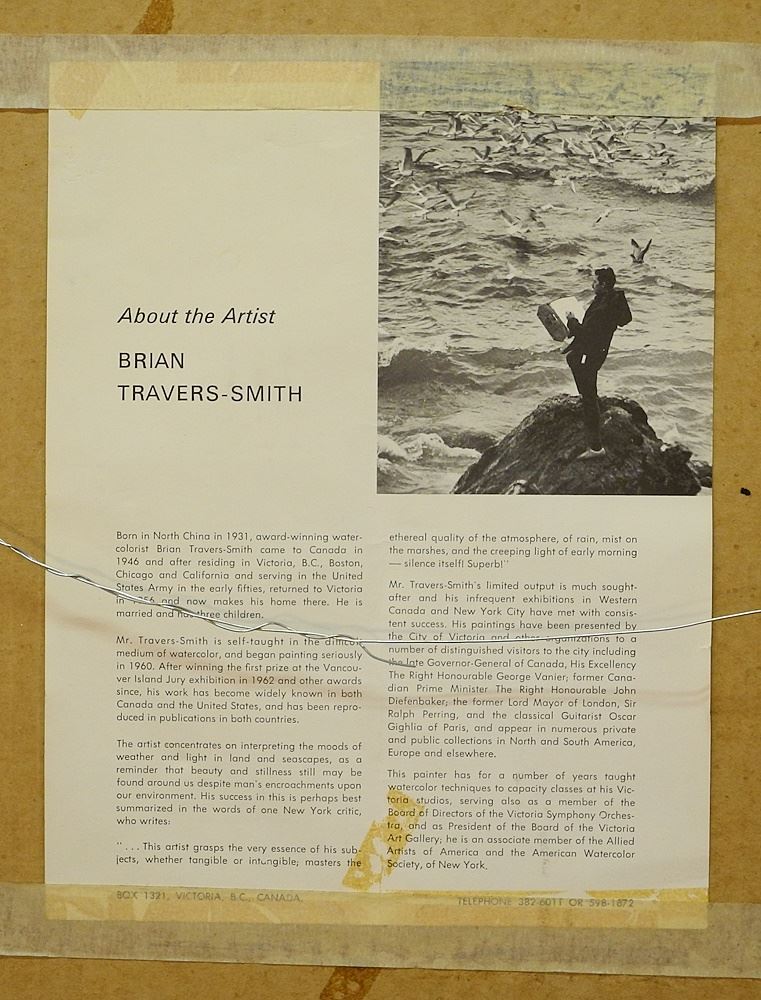 About the Artist
BRIAN
TRAVERS-SMITH
Born in North China in 1931, award-winning water-
colorist Brian Travers-Smith came to Canada in
1946 and after residing in Victoria, B.C., Boston,
Chicago and California and serving in the United
States Army in the early fifties, returned to Victoria
in 1956 and now makes his home there. He is
married and has three children.
Mr. Travers-Smith is self-taught in the difficult
medium of watercolor, and began painting seriously
in 1960. After winning the first prize at the Vancou-
ver Island Jury exhibition in 1962 and other awards
since, his work has become widely known in both
Canada and the United States, and has been repro-
duced in publications in both countries.
The artist concentrates on interpreting the moods of
weather and light in land and seascapes, as a
reminder that beauty and stillness still may be
found around us despite man's encroachments upon
our environment. His success in this is perhaps best
summarized in the words of one New York critic,
who writes:
" . . . This artist grasps the very essence of his sub-
jects, whether tangible or intangible; masters the
ethereal quality of the atmosphere, of rain, mist on
the marshes, and the creeping light of early morning
— silence itself! Superb!"
Mr. Travers-Smith's limited output is much sought-
after and his infrequent exhibitions in Western
Canada and New York City have met with consis-
tent success. His paintings have been presented by
the City of Victoria and other organizations to a
number of distinguished visitors to the city including
the late Governor-General of Canada, His Excellency
The Right Honourable George Vanier; former Cana-
dian Prime Minister The Right Honourable John
Diefenbaker; the former Lord Mayor of London, Sir
Ralph Perring, and the classical Guitarist Oscar
Gighlia of Paris, and appear in numerous private
and public collections in North and South America,
Europe and elsewhere.
This painter has for a number of years taught
watercolor techniques to capacity classes at his Vic-
toria studios, serving also as a member of the
Board of Directors of the Victoria Symphony Orches-
tra, and as President of the Board of the Victoria
Art Gallery; he is an associate member of the Allied
Artists of America and the American Watercolor
Society, of New York.
BOX 1321, VICTORIA, B.C., CANADA.
TELEPHONE 382-6011 OR 598-1872